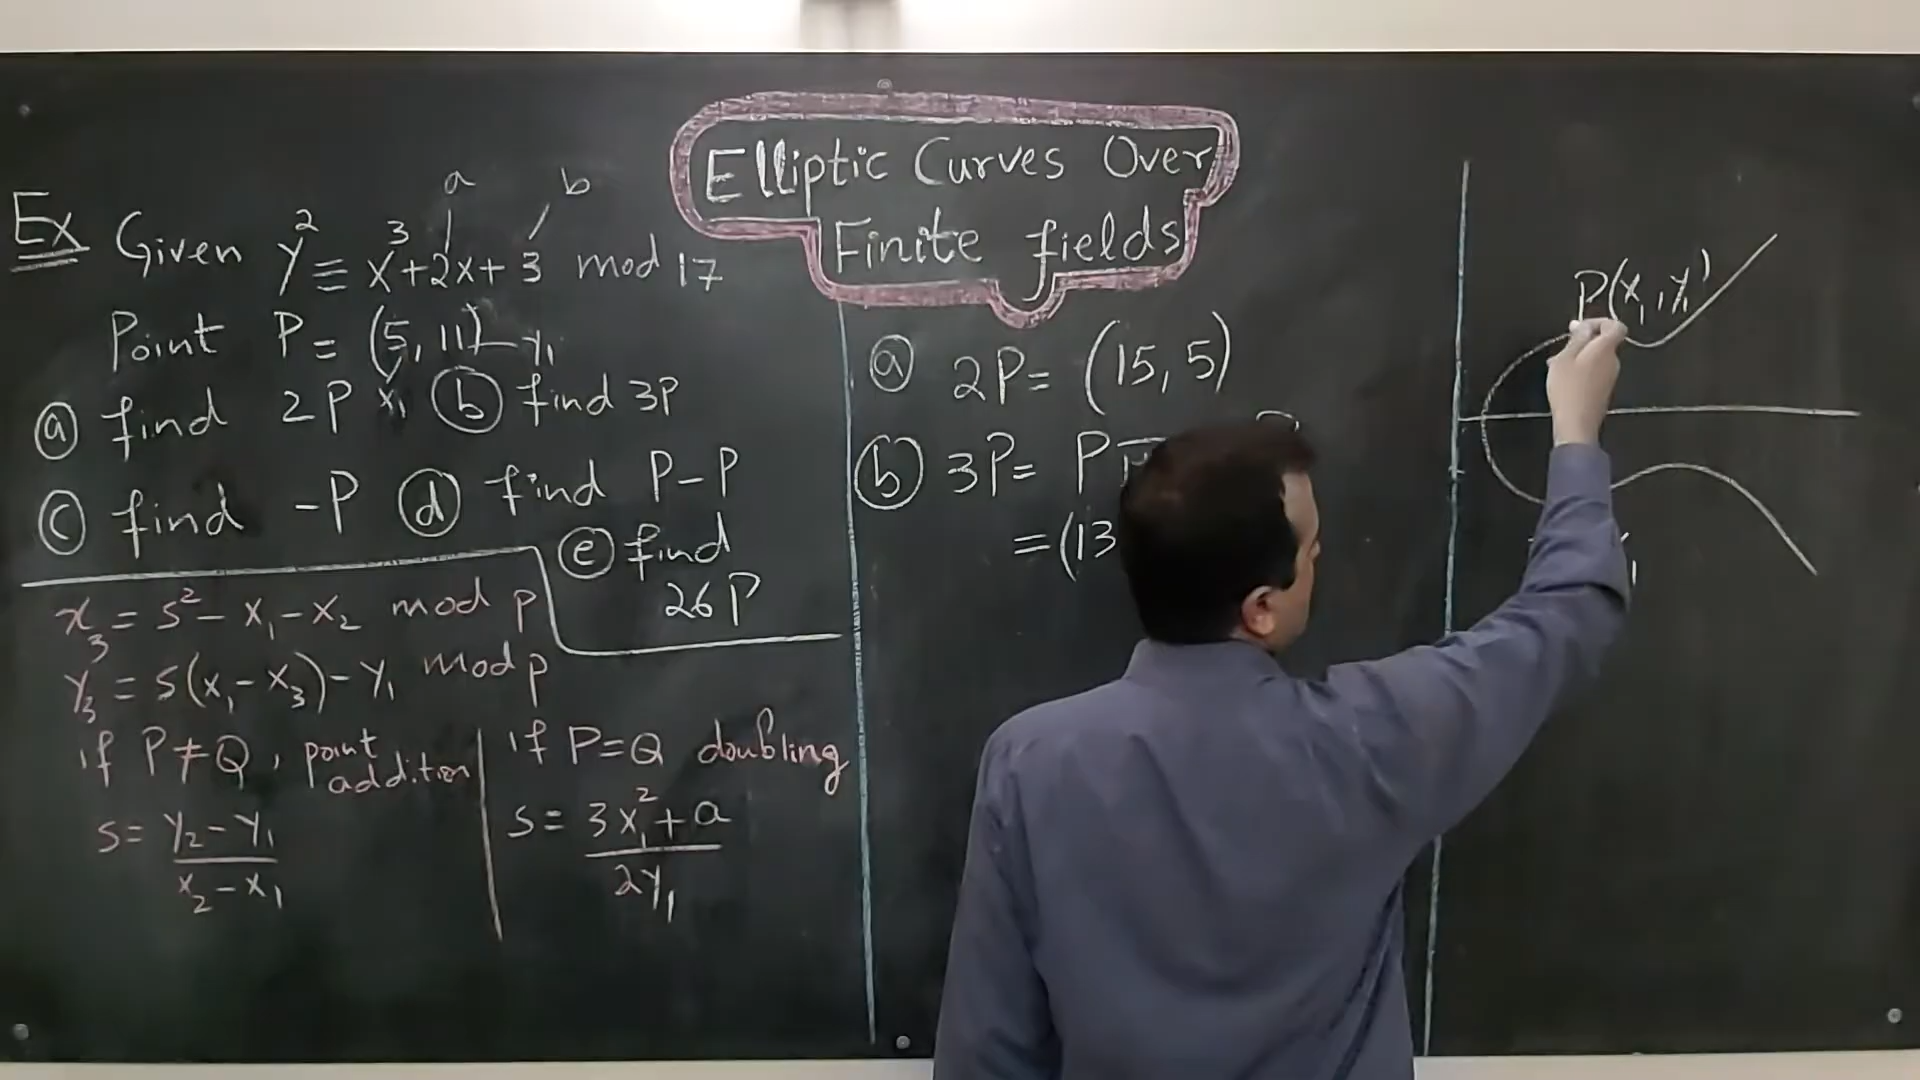 Elliptic Curves Over
Finite fields
a b
Ex Given y² ≡ x³+2x+3 mod 17
Point P= (5, 11) y₁
x₁
ⓐ find 2P ⓑ find 3P
ⓒ find -P ⓓ find P-P
ⓔ find
26P
x₃ = s² - x₁ - x₂ mod p
y₃ = s(x₁ - x₃) - y₁ mod p
if P≠Q, point
addition
s= y₂-y₁
x₂-x₁
if P=Q doubling
s= 3x₁²+a
2y₁
ⓐ 2P= (15, 5)
ⓑ 3P= P
=(13
P(x₁, y₁)